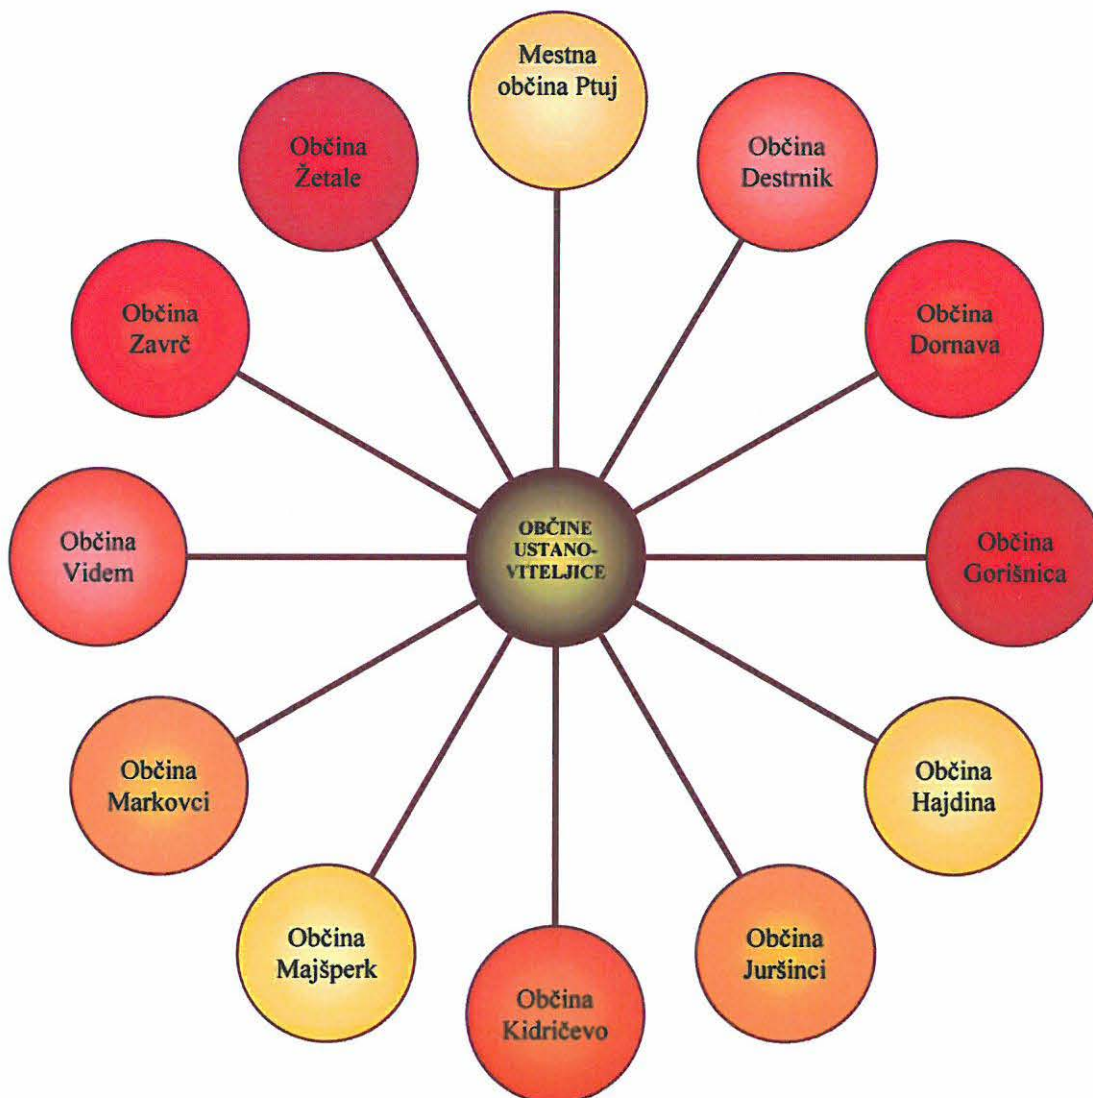 Mestna
občina Ptuj
Občina
Destrnik
Občina
Dornava
Občina
Gorišnica
Občina
Hajdina
Občina
Juršinci
Občina
Kidričevo
Občina
Majšperk
Občina
Markovci
Občina
Videm
Občina
Zavrč
Občina
Žetale
OBČINE
USTANO-
VITELJICE